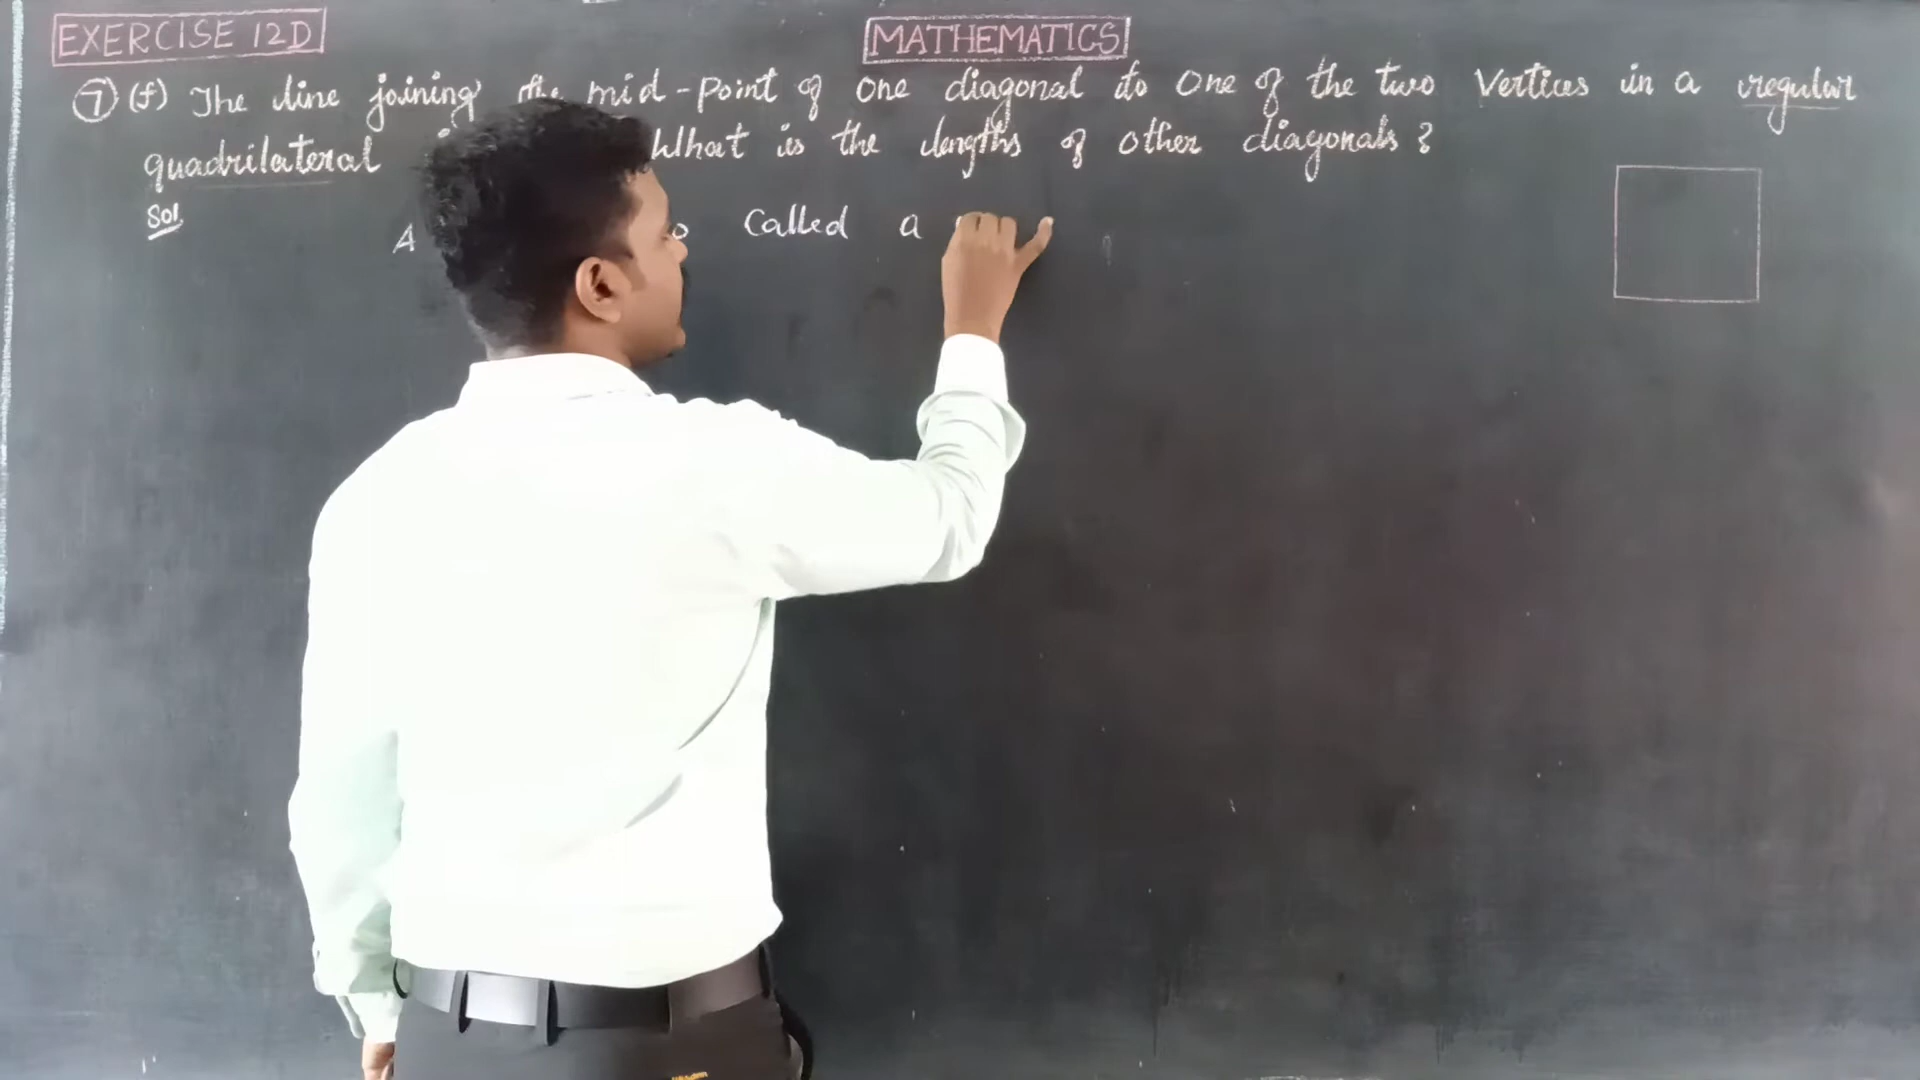 EXERCISE 12D
MATHEMATICS
7 (f) The line joining the mid-point of one diagonal to one of the two vertices in a regular
quadrilateral What is the lengths of other diagonals?
Sol.
A called a